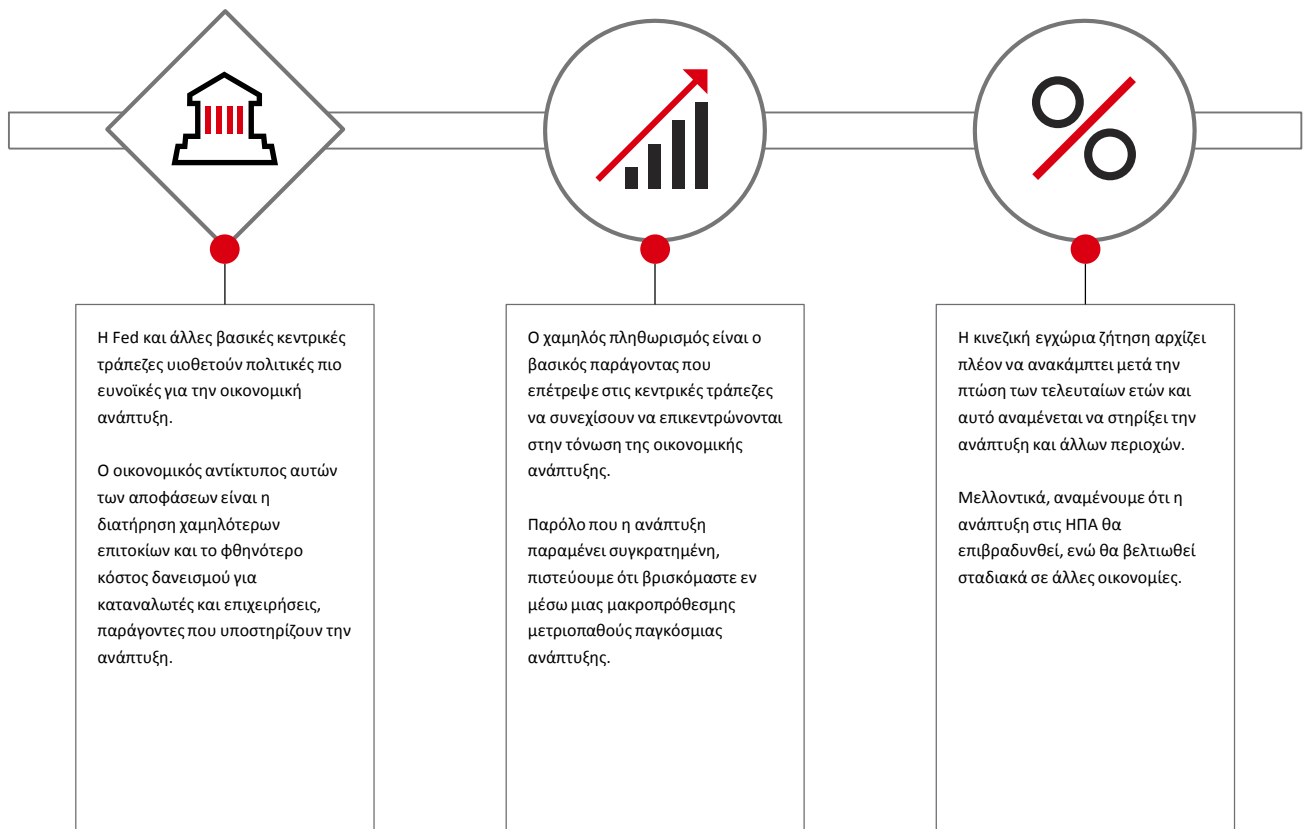 Η Fed και άλλες βασικές κεντρικές
τράπεζες υιοθετούν πολιτικές πιο
ευνοϊκές για την οικονομική
ανάπτυξη.
Ο οικονομικός αντίκτυπος αυτών
των αποφάσεων είναι η
διατήρηση χαμηλότερων
επιτοκίων και το φθηνότερο
κόστος δανεισμού για
καταναλωτές και επιχειρήσεις,
παράγοντες που υποστηρίζουν την
ανάπτυξη.
Ο χαμηλός πληθωρισμός είναι ο
βασικός παράγοντας που
επέτρεψε στις κεντρικές τράπεζες
να συνεχίσουν να επικεντρώνονται
στην τόνωση της οικονομικής
ανάπτυξης.
Παρόλο που η ανάπτυξη
παραμένει συγκρατημένη,
πιστεύουμε ότι βρισκόμαστε εν
μέσω μιας μακροπρόθεσμης
μετριοπαθούς παγκόσμιας
ανάπτυξης.
Η κινεζική εγχώρια ζήτηση αρχίζει
πλέον να ανακάμπτει μετά την
πτώση των τελευταίων ετών και
αυτό αναμένεται να στηρίξει την
ανάπτυξη και άλλων περιοχών.
Μελλοντικά, αναμένουμε ότι η
ανάπτυξη στις ΗΠΑ θα
επιβραδυνθεί, ενώ θα βελτιωθεί
σταδιακά σε άλλες οικονομίες.